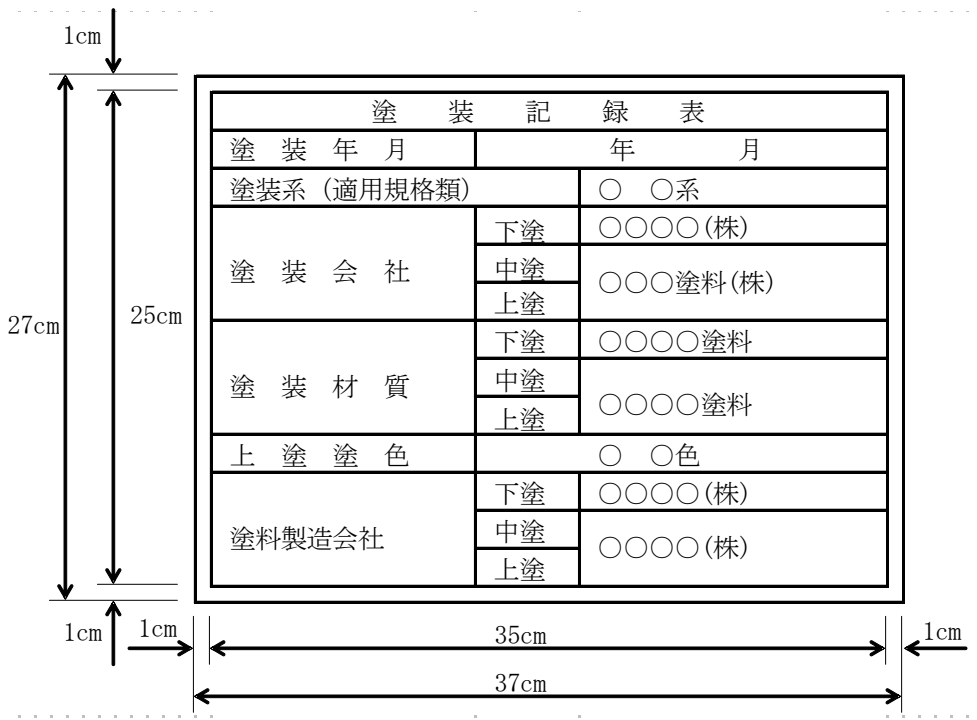 1cm
塗装記録表
塗装年月 年 月
塗装系(適用規格類) ○ ○系
塗装会社 下塗 ○○○○(株)
中塗 ○○○塗料(株)
上塗
27cm 25cm
塗装材質 下塗 ○○○○塗料
中塗 ○○○○塗料
上塗
上塗塗色 ○ ○色
塗料製造会社 下塗 ○○○○(株)
中塗 ○○○○(株)
上塗
1cm 1cm 35cm 1cm
37cm